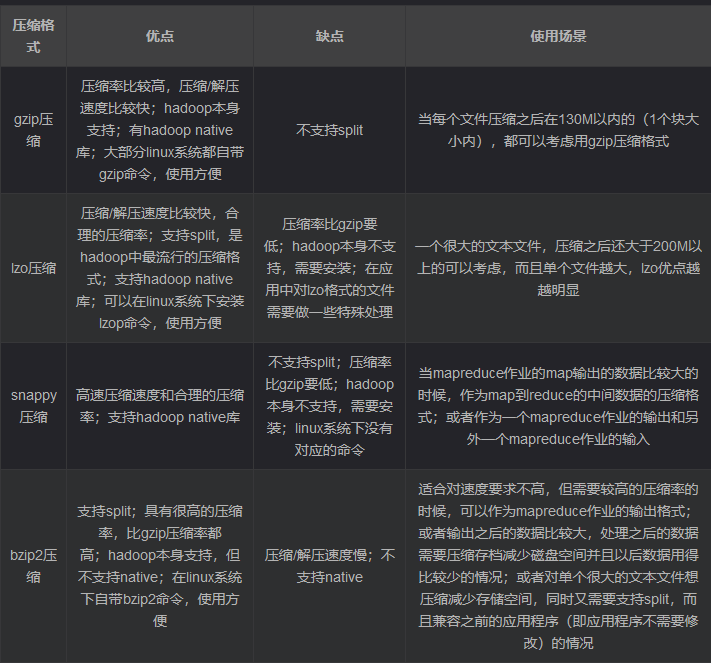 压缩格
式
优点
缺点
使用场景
gzip压
缩
压缩率比较高，压缩/解压
速度比较快；hadoop本身
支持；有hadoop native
库；大部分linux系统都自带
gzip命令，使用方便
不支持split
当每个文件压缩之后在130M以内的（1个块大
小内），都可以考虑用gzip压缩格式
lzo压缩
压缩/解压速度比较快，合
理的压缩率；支持split，是
hadoop中最流行的压缩格
式；支持hadoop native
库；可以在linux系统下安装
lzop命令，使用方便
压缩率比gzip要
低；hadoop本身不支
持，需要安装；在应
用中对lzo格式的文件
需要做一些特殊处理
一个很大的文本文件，压缩之后还大于200M以
上的可以考虑，而且单个文件越大，lzo优点越
越明显
snappy
压缩
高速压缩速度和合理的压缩
率；支持hadoop native库
不支持split；压缩率
比gzip要低；hadoop
本身不支持，需要安
装；linux系统下没有
对应的命令
当mapreduce作业的map输出的数据比较大的
时候，作为map到reduce的中间数据的压缩格
式；或者作为一个mapreduce作业的输出和另
外一个mapreduce作业的输入
bzip2压
缩
支持split；具有很高的压缩
率，比gzip压缩率都
高；hadoop本身支持，但
不支持native；在linux系统
下自带bzip2命令，使用方
便
压缩/解压速度慢；不
支持native
适合对速度要求不高，但需要较高的压缩率的
时候，可以作为mapreduce作业的输出格式；
或者输出之后的数据比较大，处理之后的数据
需要压缩存档减少磁盘空间并且以后数据用得
比较少的情况；或者对单个很大的文本文件想
压缩减少存储空间，同时又需要支持split，而
且兼容之前的应用程序（即应用程序不需要修
改）的情况